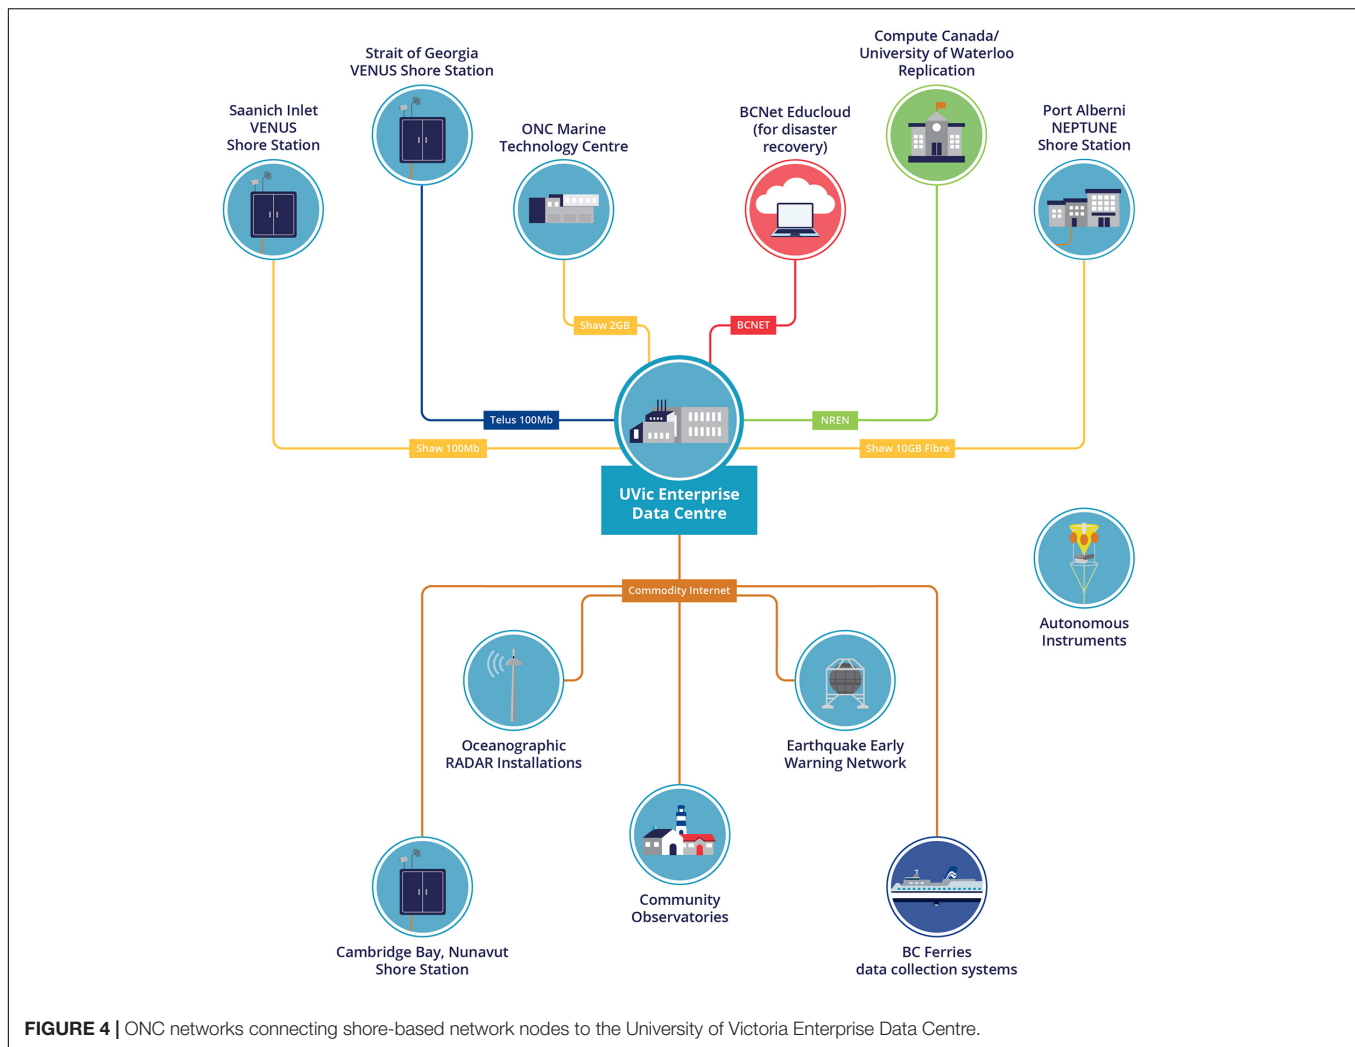 Strait of Georgia
VENUS Shore Station
Compute Canada/
University of Waterloo
Replication
Saanich Inlet
VENUS
Shore Station
ONC Marine
Technology Centre
BCNet Educloud
(for disaster
recovery)
Port Alberni
NEPTUNE
Shore Station
Shaw 2GB
BCNET
Telus 100Mb
NREN
Shaw 100Mb
Shaw 10GB Fibre
UVic Enterprise
Data Centre
Commodity Internet
Autonomous
Instruments
Oceanographic
RADAR Installations
Earthquake Early
Warning Network
Community
Observatories
Cambridge Bay, Nunavut
Shore Station
BC Ferries
data collection systems
FIGURE 4 | ONC networks connecting shore-based network nodes to the University of Victoria Enterprise Data Centre.